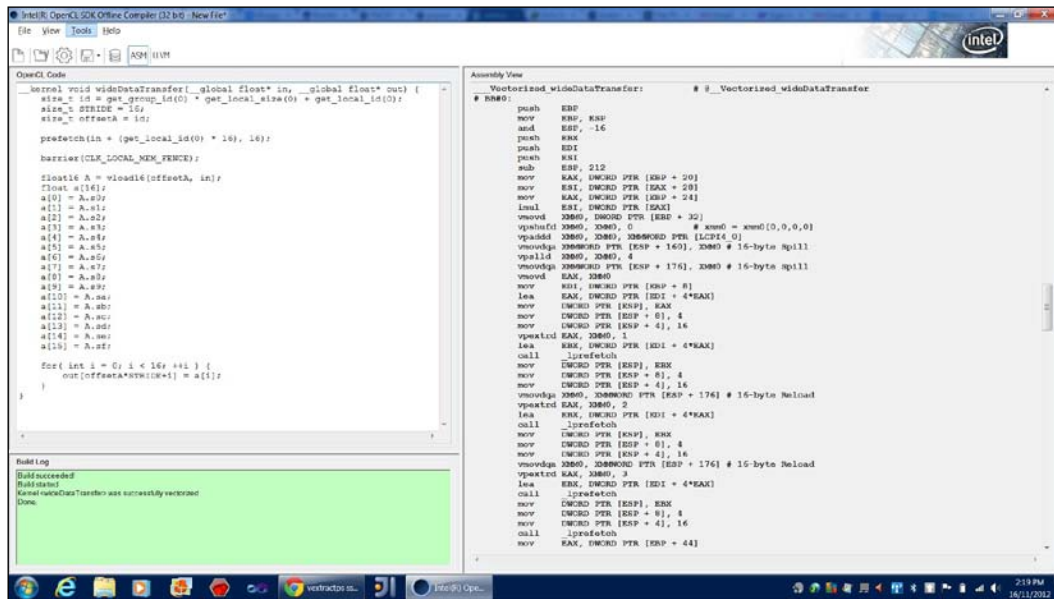 Intel(R) OpenCL SDK Offline Compiler (32 bit) - New File*
File View Tools Help
ASM LLVM
intel
OpenCL Code
__kernel void wideDataTransfer(__global float* in, __global float* out) {
size_t id = get_group_id(0) * get_local_size(0) + get_local_id(0);
size_t STRIDE = 16;
size_t offsetA = id;
prefetch(in + (get_local_id(0) * 16), 16);
barrier(CLK_LOCAL_MEM_FENCE);
float16 A = vload16(offsetA, in);
float a[16];
a[0] = A.s0;
a[1] = A.s1;
a[2] = A.s2;
a[3] = A.s3;
a[4] = A.s4;
a[5] = A.s5;
a[6] = A.s6;
a[7] = A.s7;
a[8] = A.s8;
a[9] = A.s9;
a[10] = A.sa;
a[11] = A.sb;
a[12] = A.sc;
a[13] = A.sd;
a[14] = A.se;
a[15] = A.sf;
for( int i = 0; i < 16; ++i ) {
out[offsetA*STRIDE+i] = a[i];
}
}
Build Log
Build succeeded!
Build started
Kernel <wideDataTransfer> was successfully vectorized
Done.
Assembly View
___Vectorized_wideDataTransfer: # @__Vectorized_wideDataTransfer
# BB#0:
push EBP
mov EBP, ESP
and ESP, -16
push EBX
push EDI
push ESI
sub ESP, 212
mov EAX, DWORD PTR [EBP + 20]
mov ESI, DWORD PTR [EAX + 28]
mov EAX, DWORD PTR [EBP + 24]
imul ESI, DWORD PTR [EAX]
vmovd XMM0, DWORD PTR [EBP + 32]
vpshufd XMM0, XMM0, 0 # xmm0 = xmm0[0,0,0,0]
vpaddd XMM0, XMM0, XMMWORD PTR [LCPI4_0]
vmovdqa XMMWORD PTR [ESP + 160], XMM0 # 16-byte Spill
vpslld XMM0, XMM0, 4
vmovdqa XMMWORD PTR [ESP + 176], XMM0 # 16-byte Spill
vmovd EAX, XMM0
mov EDI, DWORD PTR [EBP + 8]
lea EAX, DWORD PTR [EDI + 4*EAX]
mov DWORD PTR [ESP], EAX
mov DWORD PTR [ESP + 8], 4
mov DWORD PTR [ESP + 4], 16
vpextrd EAX, XMM0, 1
lea EBX, DWORD PTR [EDI + 4*EAX]
call _lprefetch
mov DWORD PTR [ESP], EBX
mov DWORD PTR [ESP + 8], 4
mov DWORD PTR [ESP + 4], 16
vmovdqa XMM0, XMMWORD PTR [ESP + 176] # 16-byte Reload
vpextrd EAX, XMM0, 2
lea EBX, DWORD PTR [EDI + 4*EAX]
call _lprefetch
mov DWORD PTR [ESP], EBX
mov DWORD PTR [ESP + 8], 4
mov DWORD PTR [ESP + 4], 16
vmovdqa XMM0, XMMWORD PTR [ESP + 176] # 16-byte Reload
vpextrd EAX, XMM0, 3
lea EBX, DWORD PTR [EDI + 4*EAX]
call _lprefetch
mov DWORD PTR [ESP], EBX
mov DWORD PTR [ESP + 8], 4
mov DWORD PTR [ESP + 4], 16
call _lprefetch
mov EAX, DWORD PTR [EBP + 44]
vextractps ss...
Intel(R) Ope...
2:19 PM
16/11/2012